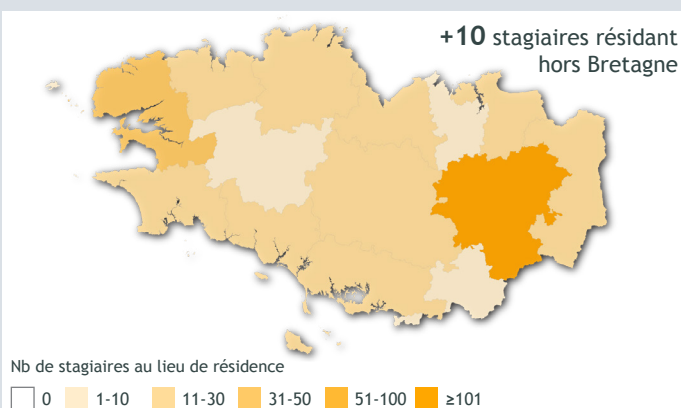 +10 stagiaires résidant
hors Bretagne
Nb de stagiaires au lieu de résidence
0 1-10 11-30 31-50 51-100 ≥101